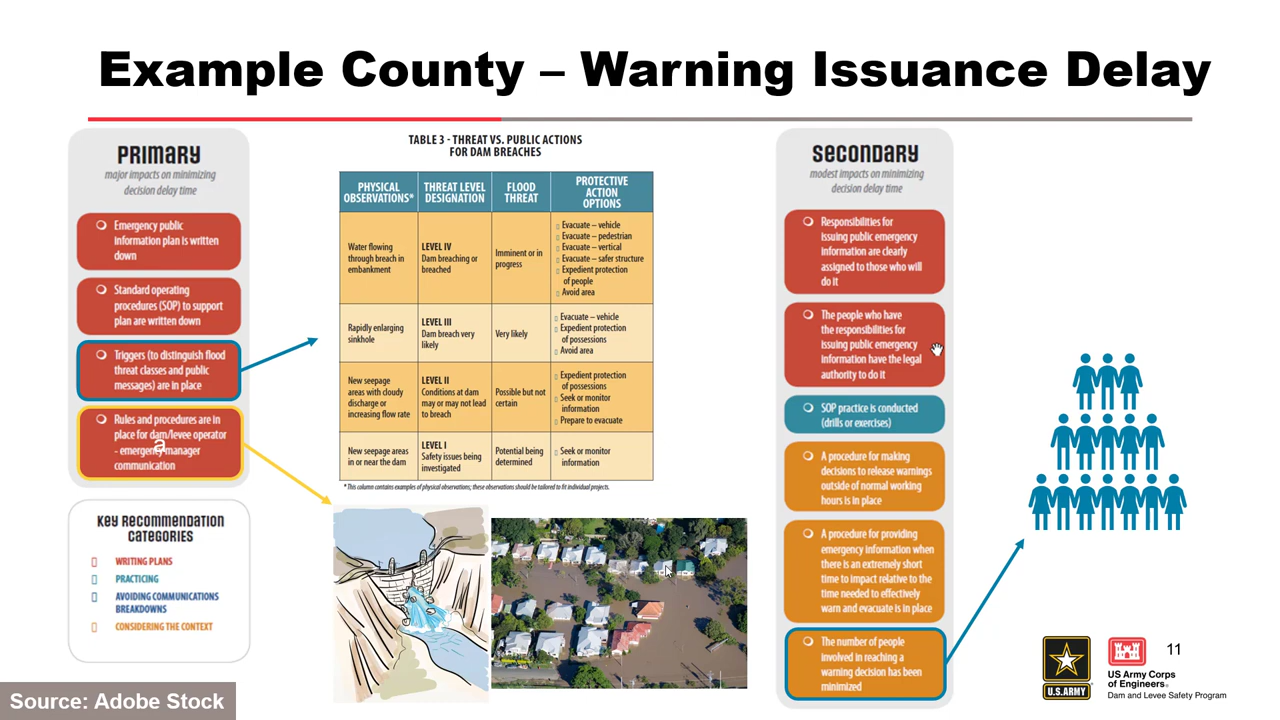 Example County – Warning Issuance Delay
PRIMARY
major impacts on minimizing
decision delay time
Emergency public
information plan is written
down
Standard operating
procedures (SOP) to support
plan are written down
Triggers (to distinguish flood
threat classes and public
messages) are in place
Rules and procedures are in
place for dam/levee operator
- emergency manager
communication
a
KEY RECOMMENDATION
CATEGORIES
WRITING PLANS
PRACTICING
AVOIDING COMMUNICATIONS
BREAKDOWNS
CONSIDERING THE CONTEXT
TABLE 3 - THREAT VS. PUBLIC ACTIONS
FOR DAM BREACHES
PHYSICAL
OBSERVATIONS*
THREAT LEVEL
DESIGNATION
FLOOD
THREAT
PROTECTIVE
ACTION
OPTIONS
Water flowing
through breach in
embankment
LEVEL IV
Dam breaching or
breached
Imminent or in
progress
Evacuate – vehicle
Evacuate – pedestrian
Evacuate – vertical
Evacuate – safer structure
Expedient protection
of people
Avoid area
Rapidly enlarging
sinkhole
LEVEL III
Dam breach very
likely
Very likely
Evacuate – vehicle
Expedient protection
of possessions
Avoid area
New seepage
areas with cloudy
discharge or
increasing flow rate
LEVEL II
Conditions at dam
may or may not lead
to breach
Possible but not
certain
Expedient protection
of possessions
Seek or monitor
information
Prepare to evacuate
New seepage areas
in or near the dam
LEVEL I
Safety issues being
investigated
Potential being
determined
Seek or monitor
information
* This column contains examples of physical observations; these observations should be tailored to fit individual projects.
SECONDARY
modest impacts on minimizing
decision delay time
Responsibilities for
issuing public emergency
information are clearly
assigned to those who will
do it
The people who have
the responsibilities for
issuing public emergency
information have the legal
authority to do it
SOP practice is conducted
(drills or exercises)
A procedure for making
decisions to release warnings
outside of normal working
hours is in place
A procedure for providing
emergency information when
there is an extremely short
time to impact relative to the
time needed to effectively
warn and evacuate is in place
The number of people
involved in reaching a
warning decision has been
minimized
11
U.S. ARMY
US Army Corps
of Engineers®
Dam and Levee Safety Program
Source: Adobe Stock